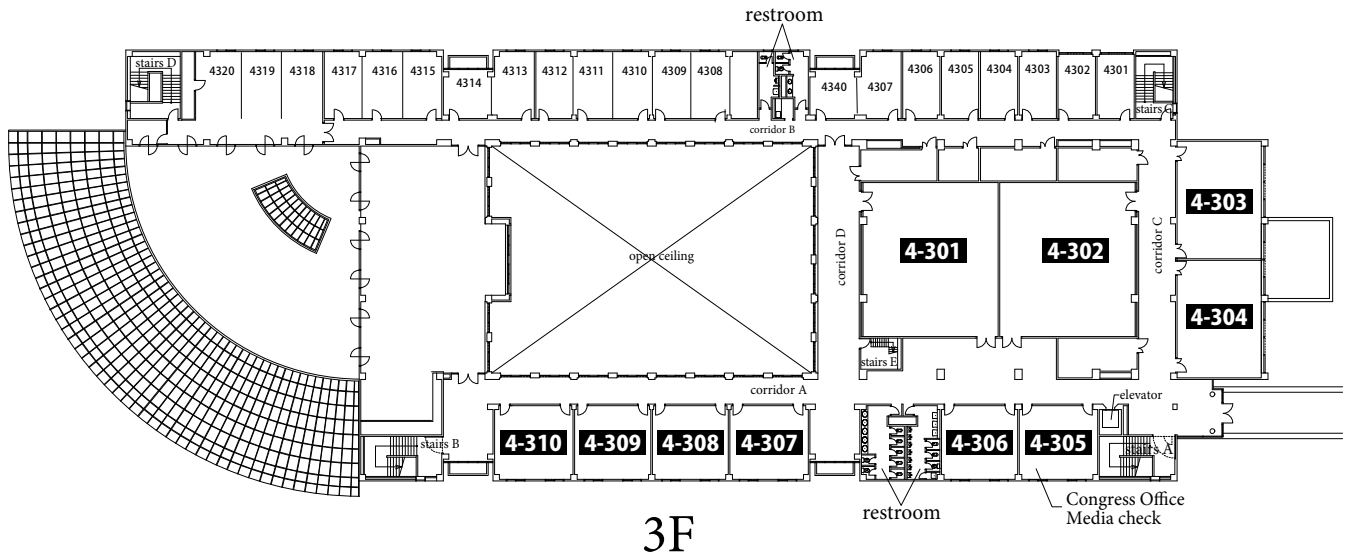 restroom
stairs D
4320 4319 4318 4317 4316 4315 4314 4313 4312 4311 4310 4309 4308 4340 4307 4306 4305 4304 4303 4302 4301
stairs C
corridor B
4-303
corridor D
4-301
4-302
corridor C
open ceiling
4-304
stairs E
corridor A
elevator
stairs B
4-310 4-309 4-308 4-307 4-306 4-305
stairs A
restroom
Congress Office
Media check
3F